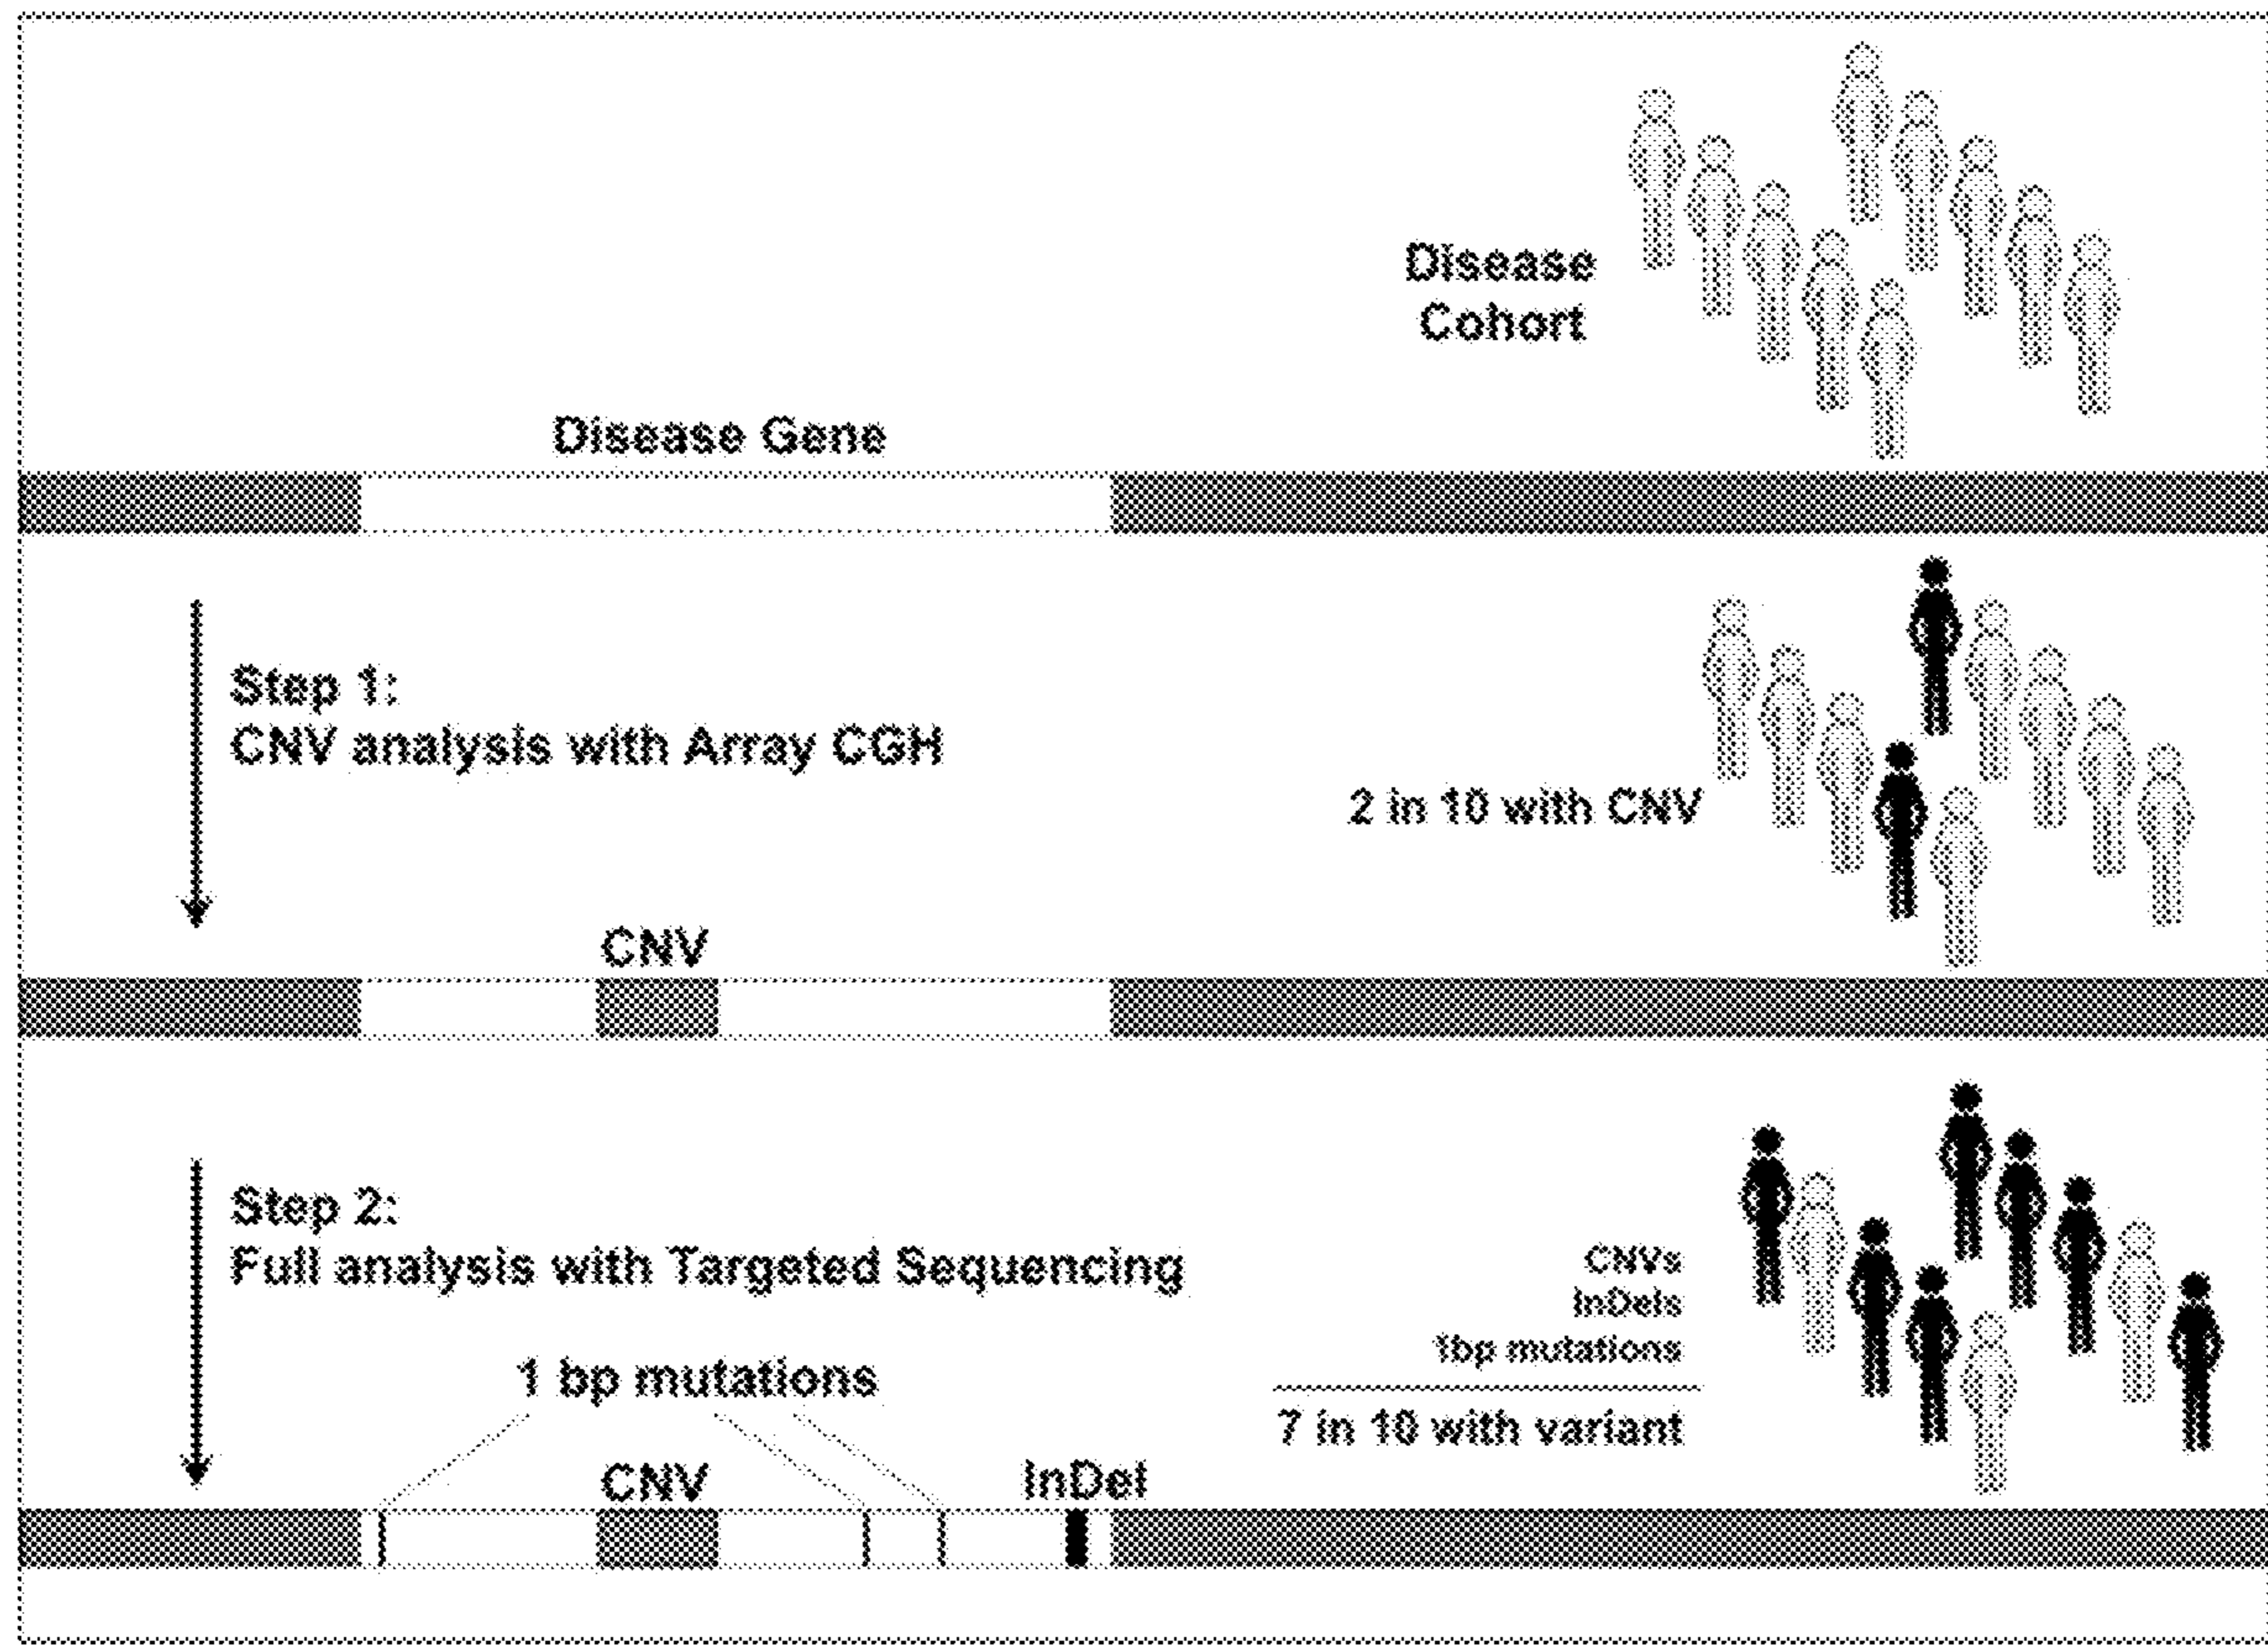 Disease
Cohort
Disease Gene
Step 1:
CNV analysis with Array CGH
2 in 10 with CNV
CNV
Step 2:
Full analysis with Targeted Sequencing
CNVs
InDels
1bp mutations
1 bp mutations
7 in 10 with variant
CNV
InDel